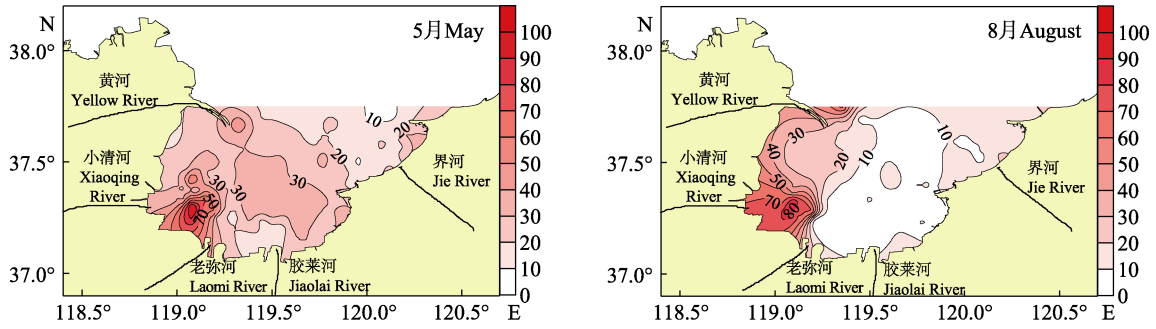 N
5月May
38.0°
黄河
Yellow River
37.5°
小清河
Xiaoqing
River
界河
Jie River
37.0°
老弥河
Laomi River
胶莱河
Jiaolai River
10
20
20
30
30
30
50
70
100
90
80
70
60
50
40
30
20
10
0
118.5° 119.0° 119.5° 120.0° 120.5° E
N
8月August
38.0°
黄河
Yellow River
37.5°
小清河
Xiaoqing
River
界河
Jie River
37.0°
老弥河
Laomi River
胶莱河
Jiaolai River
30
40
20
10
10
50
70
80
100
90
80
70
60
50
40
30
20
10
0
118.5° 119.0° 119.5° 120.0° 120.5° E